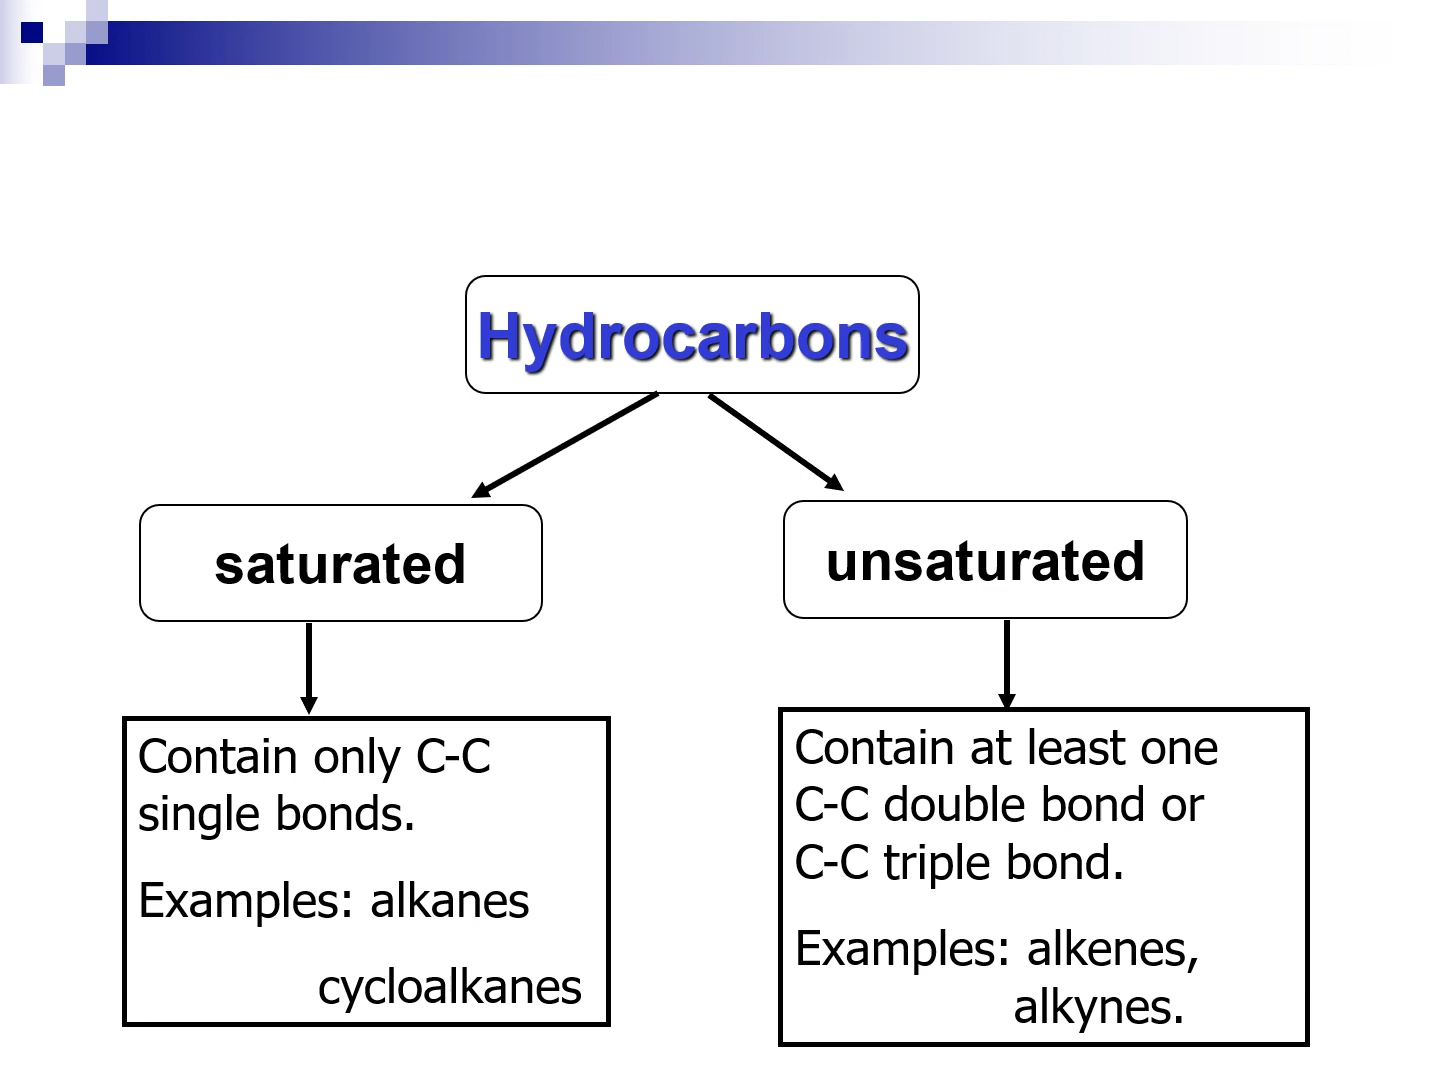 Hydrocarbons
saturated
unsaturated
Contain only C-C
single bonds.
Examples: alkanes
cycloalkanes
Contain at least one
C-C double bond or
C-C triple bond.
Examples: alkenes,
alkynes.